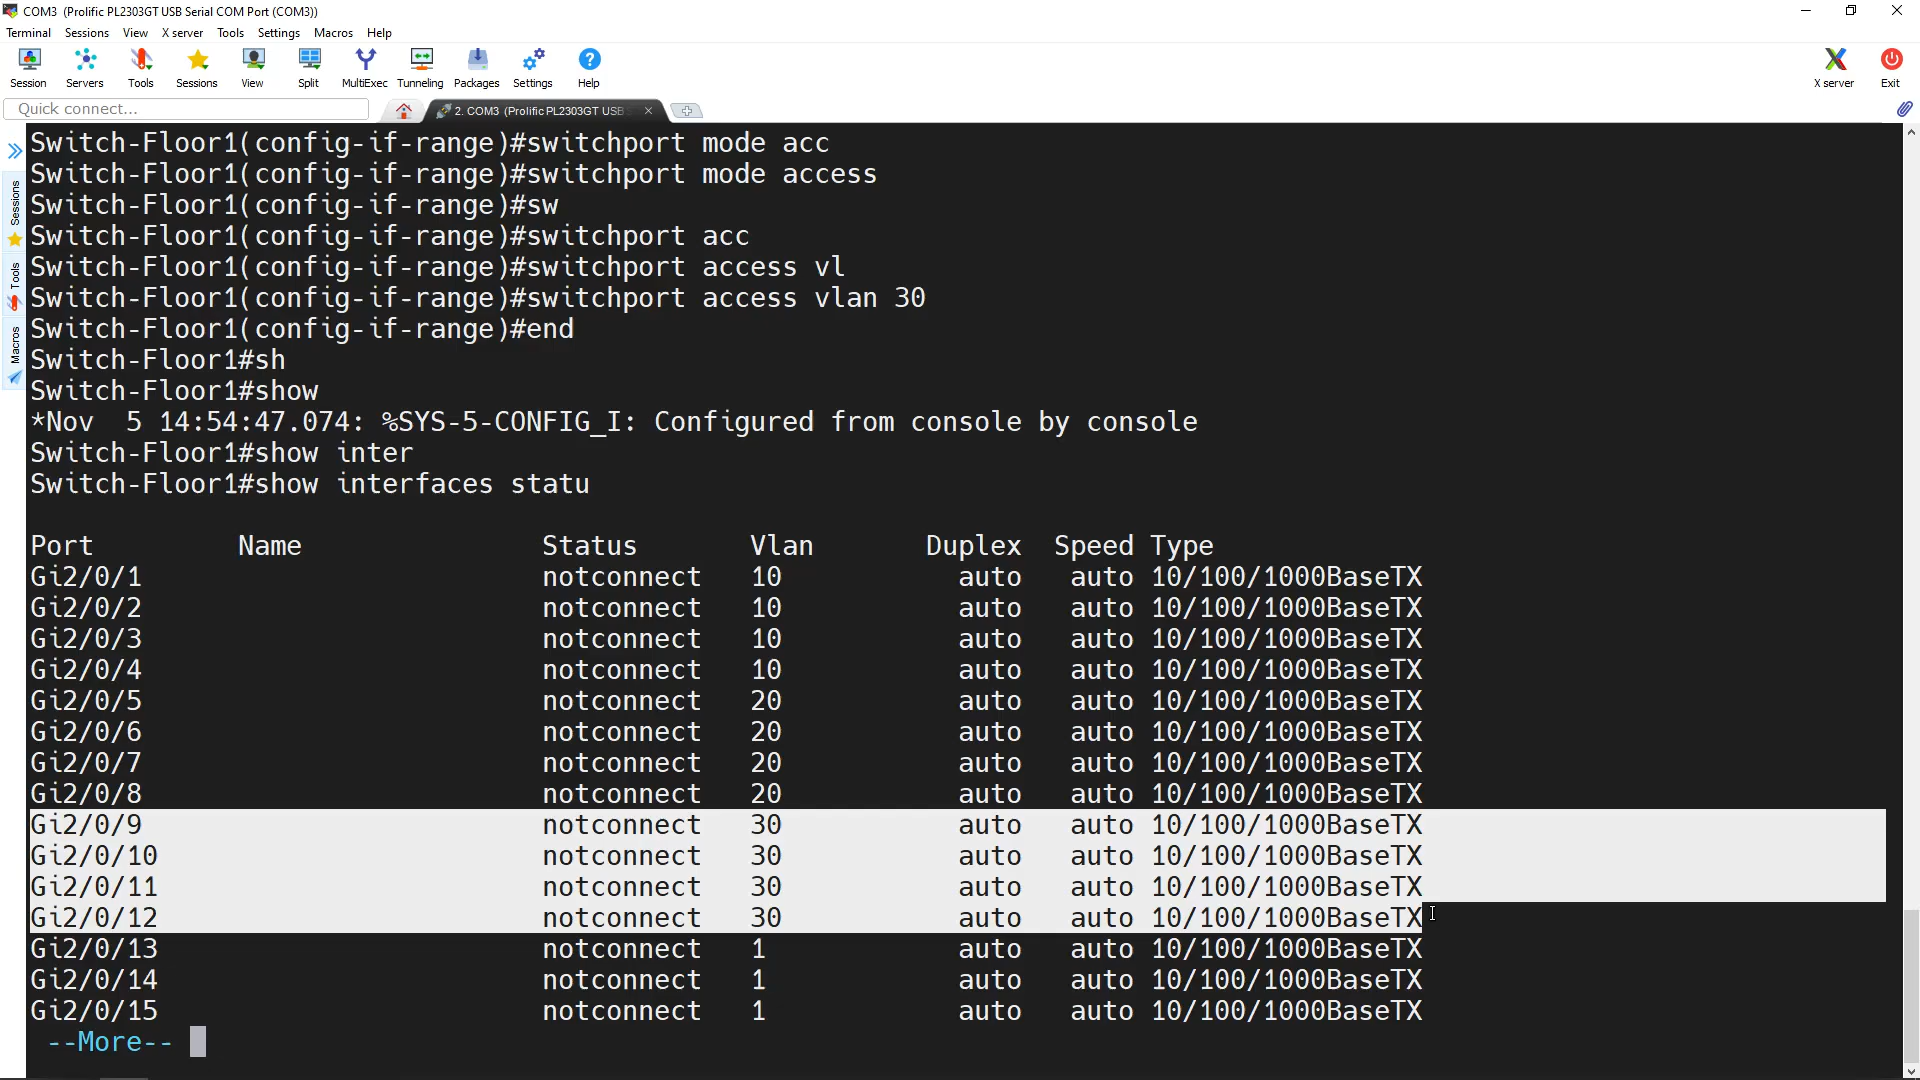 COM3 (Prolific PL2303GT USB Serial COM Port (COM3))
Terminal Sessions View X server Tools Settings Macros Help
Session Servers Tools Sessions View Split MultiExec Tunneling Packages Settings Help X server Exit
Quick connect...
2. COM3 (Prolific PL2303GT USB
Sessions
Tools
Macros
Switch-Floor1(config-if-range)#switchport mode acc
Switch-Floor1(config-if-range)#switchport mode access
Switch-Floor1(config-if-range)#sw
Switch-Floor1(config-if-range)#switchport acc
Switch-Floor1(config-if-range)#switchport access vl
Switch-Floor1(config-if-range)#switchport access vlan 30
Switch-Floor1(config-if-range)#end
Switch-Floor1#sh
Switch-Floor1#show
*Nov  5 14:54:47.074: %SYS-5-CONFIG_I: Configured from console by console
Switch-Floor1#show inter
Switch-Floor1#show interfaces statu
Port Name Status Vlan Duplex Speed Type
Gi2/0/1 notconnect 10 auto auto 10/100/1000BaseTX
Gi2/0/2 notconnect 10 auto auto 10/100/1000BaseTX
Gi2/0/3 notconnect 10 auto auto 10/100/1000BaseTX
Gi2/0/4 notconnect 10 auto auto 10/100/1000BaseTX
Gi2/0/5 notconnect 20 auto auto 10/100/1000BaseTX
Gi2/0/6 notconnect 20 auto auto 10/100/1000BaseTX
Gi2/0/7 notconnect 20 auto auto 10/100/1000BaseTX
Gi2/0/8 notconnect 20 auto auto 10/100/1000BaseTX
Gi2/0/9 notconnect 30 auto auto 10/100/1000BaseTX
Gi2/0/10 notconnect 30 auto auto 10/100/1000BaseTX
Gi2/0/11 notconnect 30 auto auto 10/100/1000BaseTX
Gi2/0/12 notconnect 30 auto auto 10/100/1000BaseTX
Gi2/0/13 notconnect 1 auto auto 10/100/1000BaseTX
Gi2/0/14 notconnect 1 auto auto 10/100/1000BaseTX
Gi2/0/15 notconnect 1 auto auto 10/100/1000BaseTX
--More--